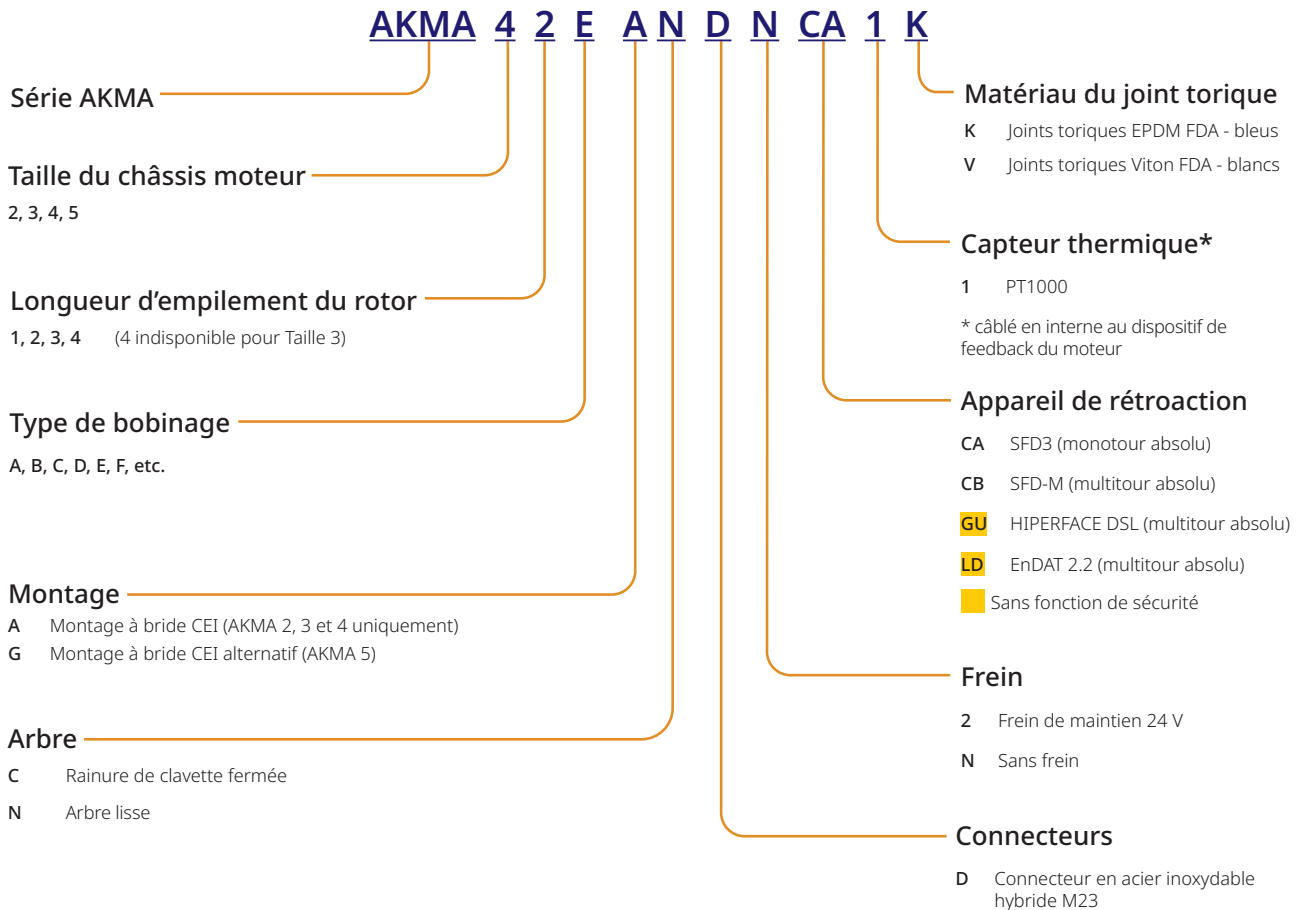 AKMA 4 2 E A N D N CA 1 K
Série AKMA
Taille du châssis moteur
2, 3, 4, 5
Longueur d’empilement du rotor
1, 2, 3, 4 (4 indisponible pour Taille 3)
Type de bobinage
A, B, C, D, E, F, etc.
Montage
A Montage à bride CEI (AKMA 2, 3 et 4 uniquement)
G Montage à bride CEI alternatif (AKMA 5)
Arbre
C Rainure de clavette fermée
N Arbre lisse
Matériau du joint torique
K Joints toriques EPDM FDA - bleus
V Joints toriques Viton FDA - blancs
Capteur thermique*
1 PT1000
* câblé en interne au dispositif de
feedback du moteur
Appareil de rétroaction
CA SFD3 (monotour absolu)
CB SFD-M (multitour absolu)
GU HIPERFACE DSL (multitour absolu)
LD EnDAT 2.2 (multitour absolu)
Sans fonction de sécurité
Frein
2 Frein de maintien 24 V
N Sans frein
Connecteurs
D Connecteur en acier inoxydable
hybride M23